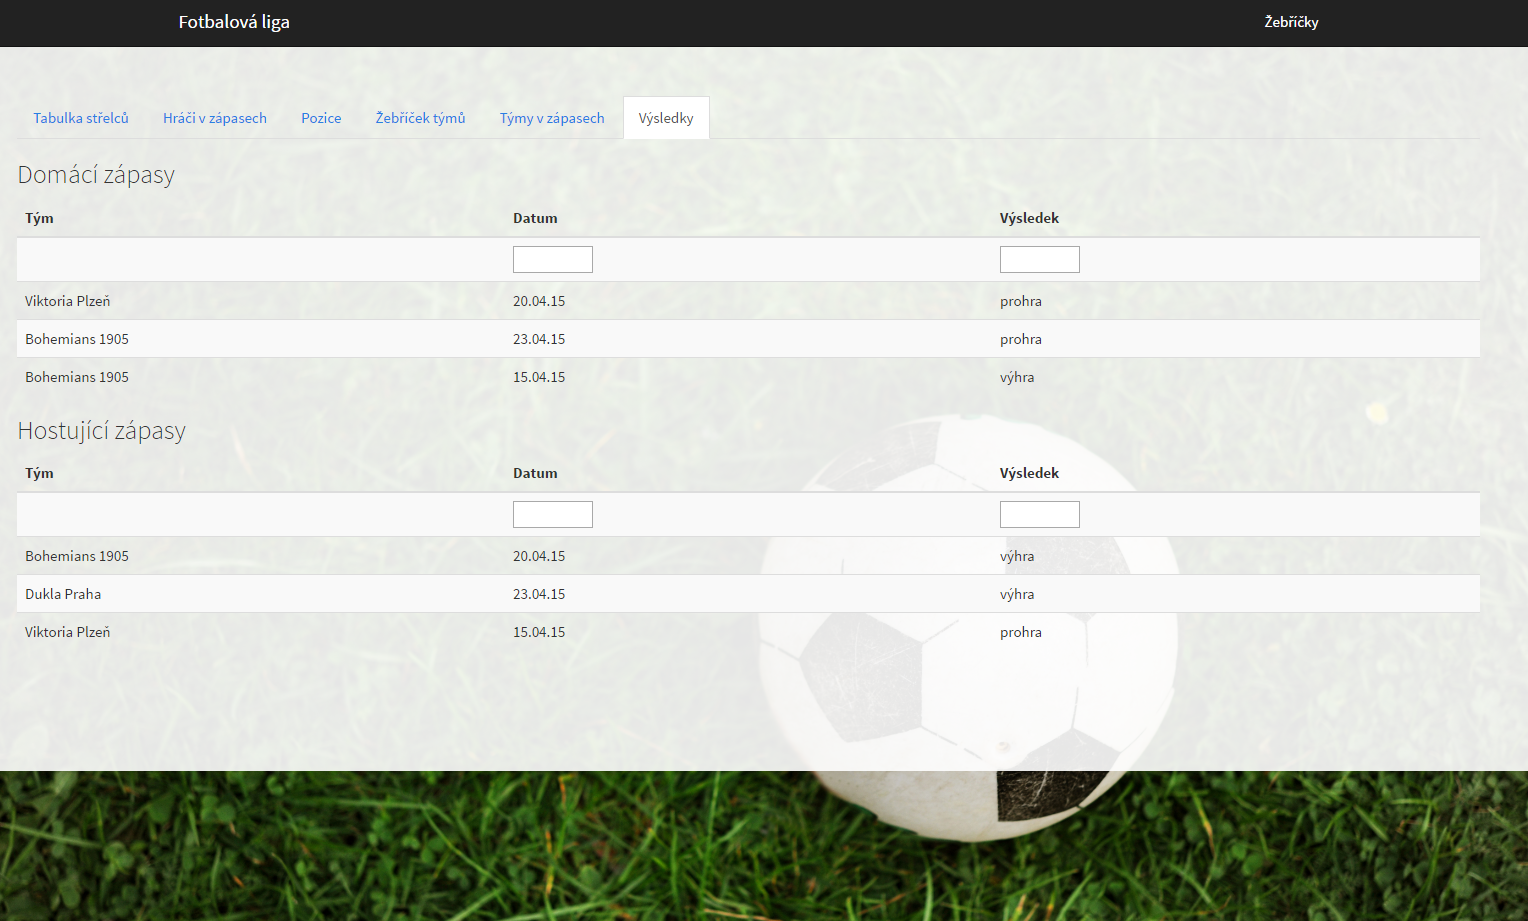 Fotbalová liga Žebříčky
Tabulka střelců Hráči v zápasech Pozice Žebříček týmů Týmy v zápasech Výsledky
Domácí zápasy
Tým Datum Výsledek
Viktoria Plzeň 20.04.15 prohra
Bohemians 1905 23.04.15 prohra
Bohemians 1905 15.04.15 výhra
Hostující zápasy
Tým Datum Výsledek
Bohemians 1905 20.04.15 výhra
Dukla Praha 23.04.15 výhra
Viktoria Plzeň 15.04.15 prohra